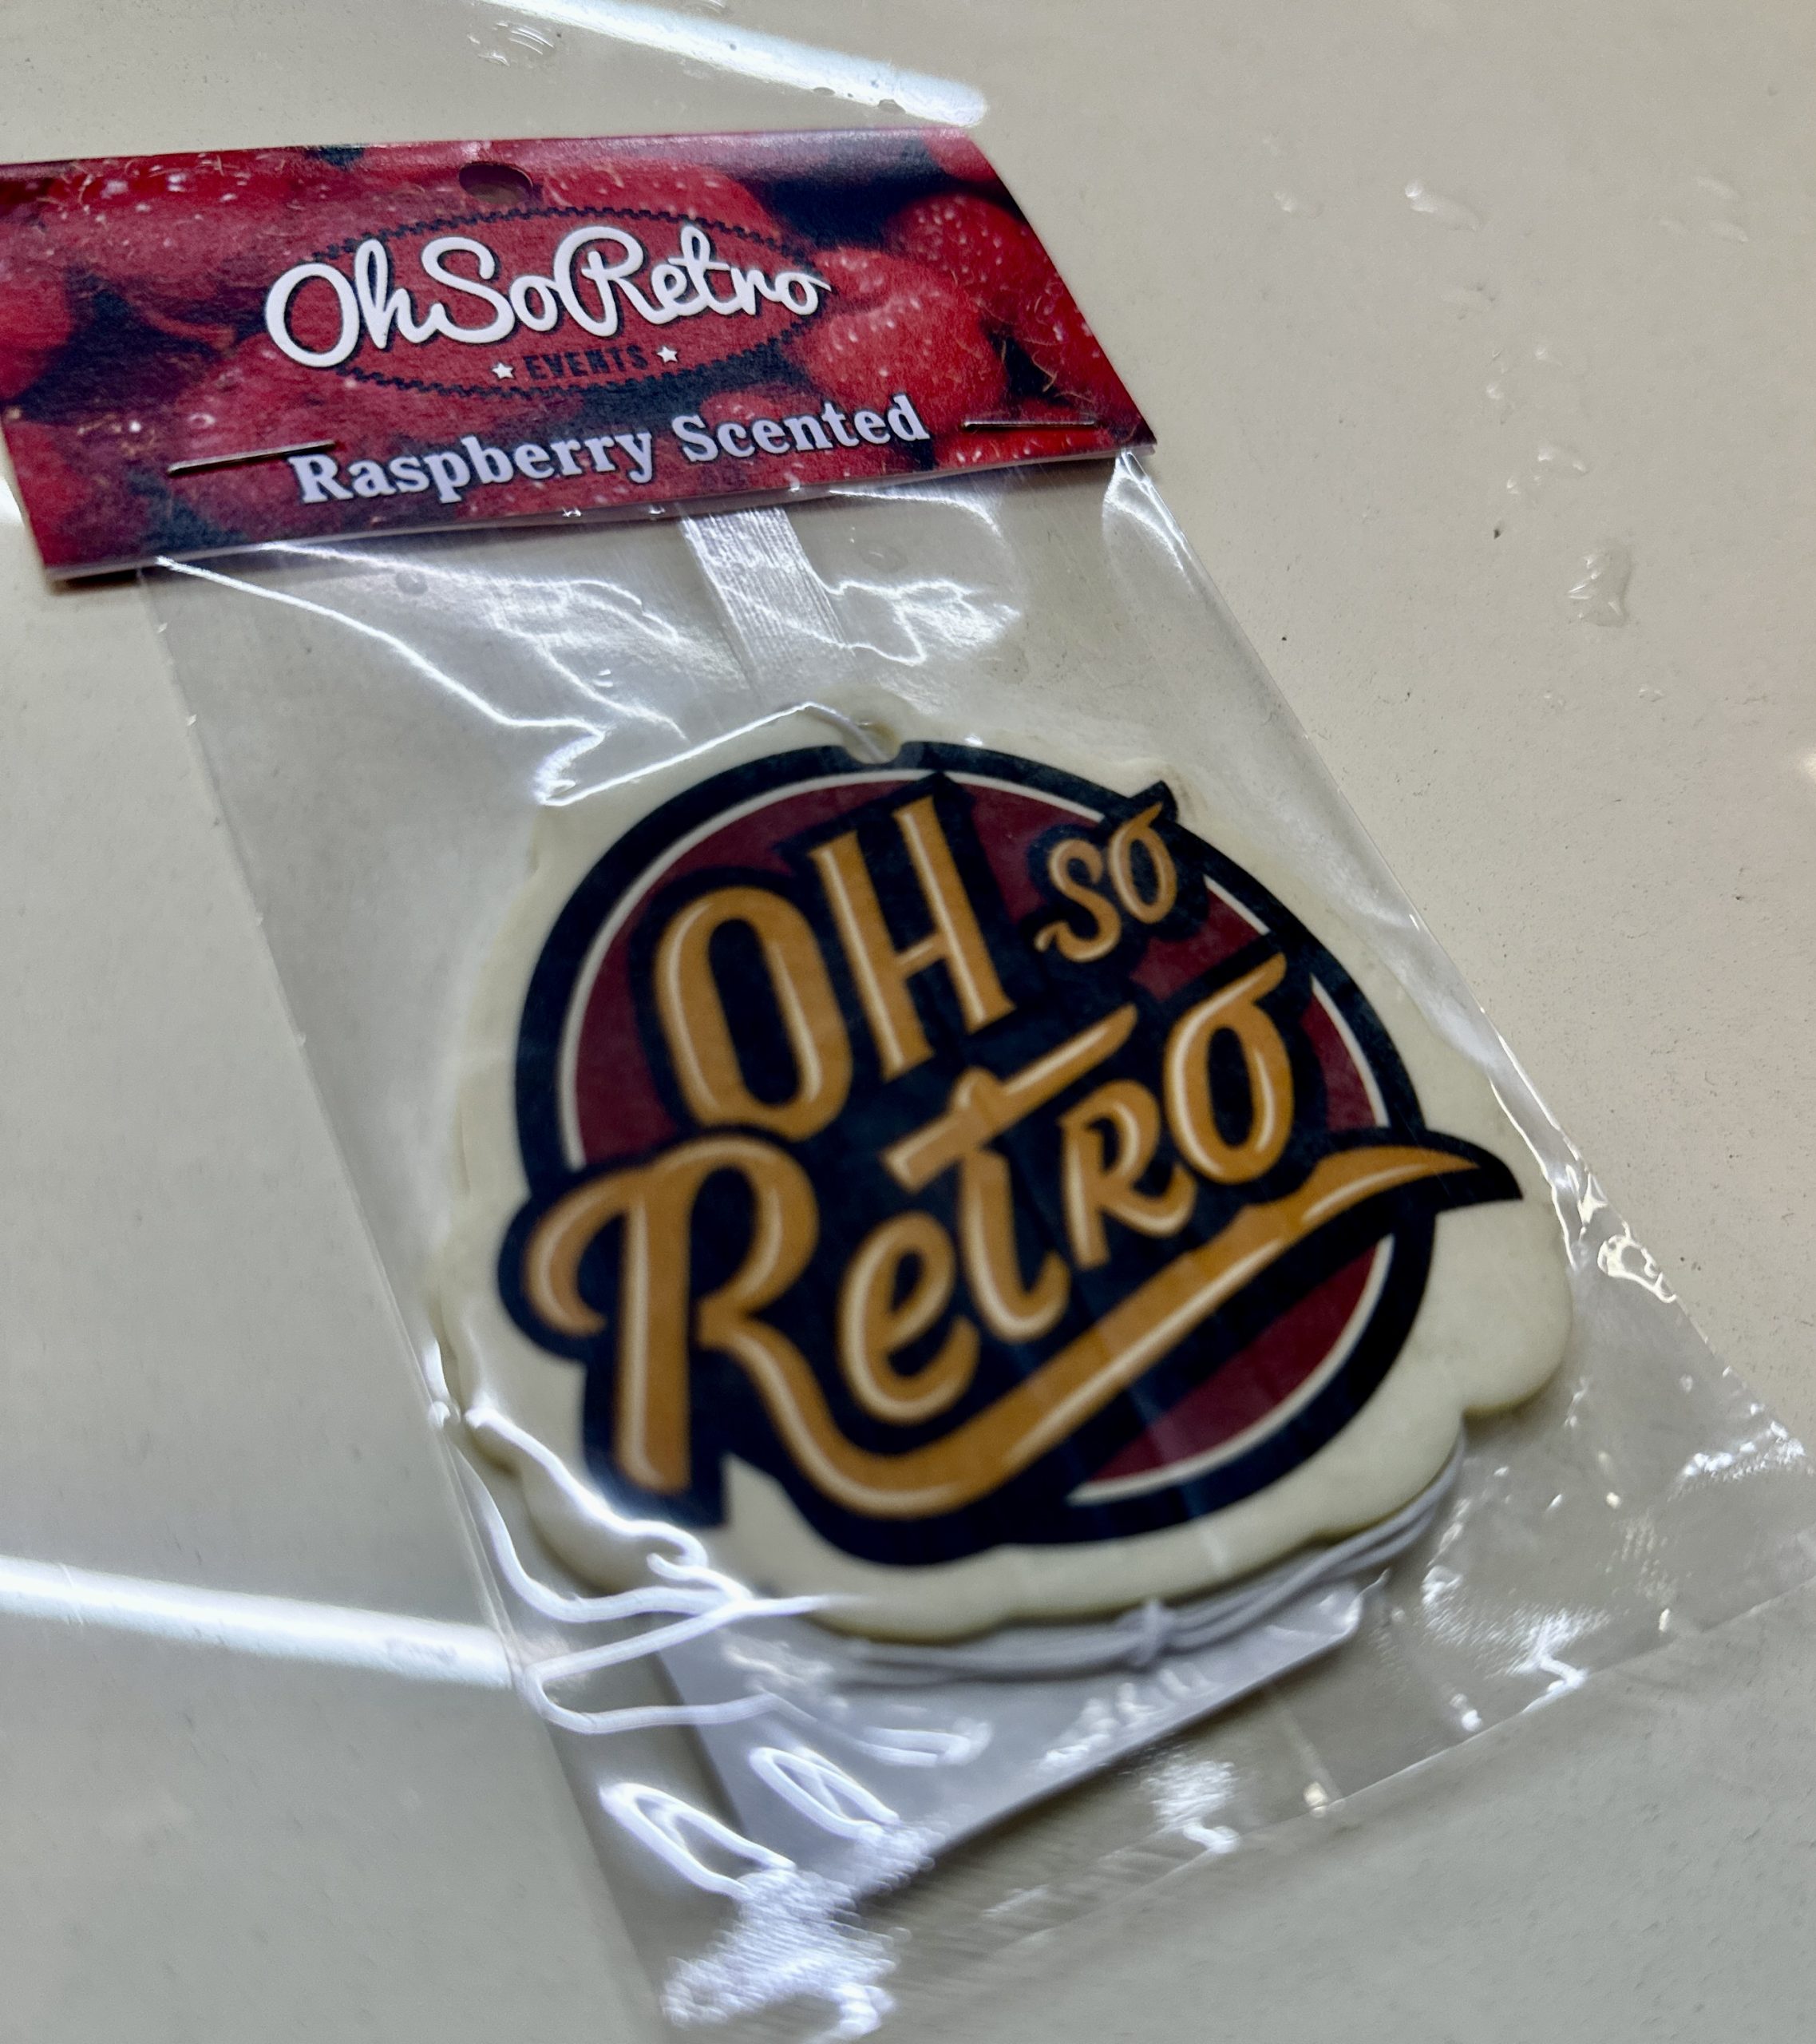 OhSoRetro
EVENTS
Raspberry Scented
OH so
Retro